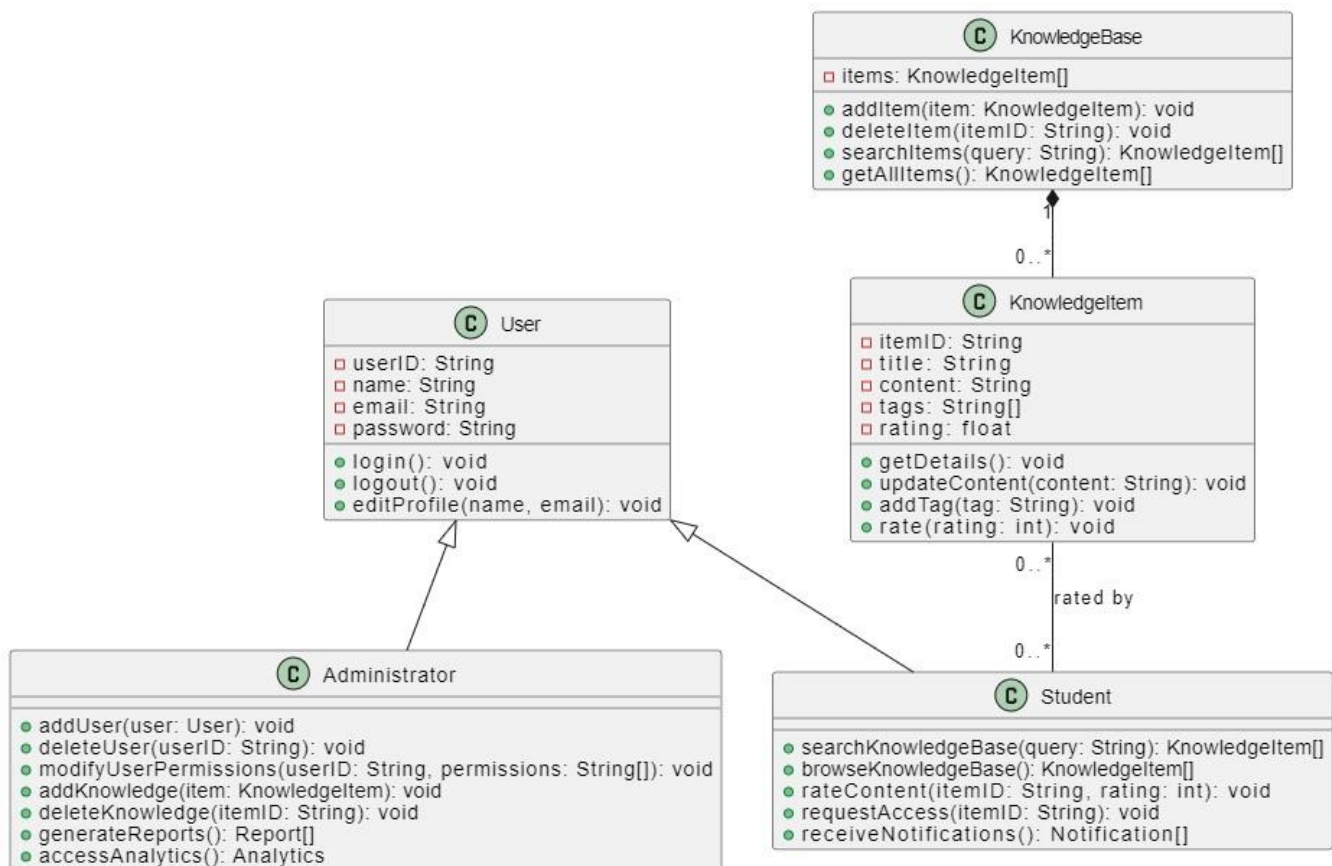 C KnowledgeBase
items: KnowledgeItem[]
addItem(item: KnowledgeItem): void
deleteItem(itemID: String): void
searchItems(query: String): KnowledgeItem[]
getAllItems(): KnowledgeItem[]
1
0..*
C KnowledgeItem
itemID: String
title: String
content: String
tags: String[]
rating: float
getDetails(): void
updateContent(content: String): void
addTag(tag: String): void
rate(rating: int): void
C User
userID: String
name: String
email: String
password: String
login(): void
logout(): void
editProfile(name, email): void
0..*
rated by
0..*
C Administrator
addUser(user: User): void
deleteUser(userID: String): void
modifyUserPermissions(userID: String, permissions: String[]): void
addKnowledge(item: KnowledgeItem): void
deleteKnowledge(itemID: String): void
generateReports(): Report[]
accessAnalytics(): Analytics
C Student
searchKnowledgeBase(query: String): KnowledgeItem[]
browseKnowledgeBase(): KnowledgeItem[]
rateContent(itemID: String, rating: int): void
requestAccess(itemID: String): void
receiveNotifications(): Notification[]